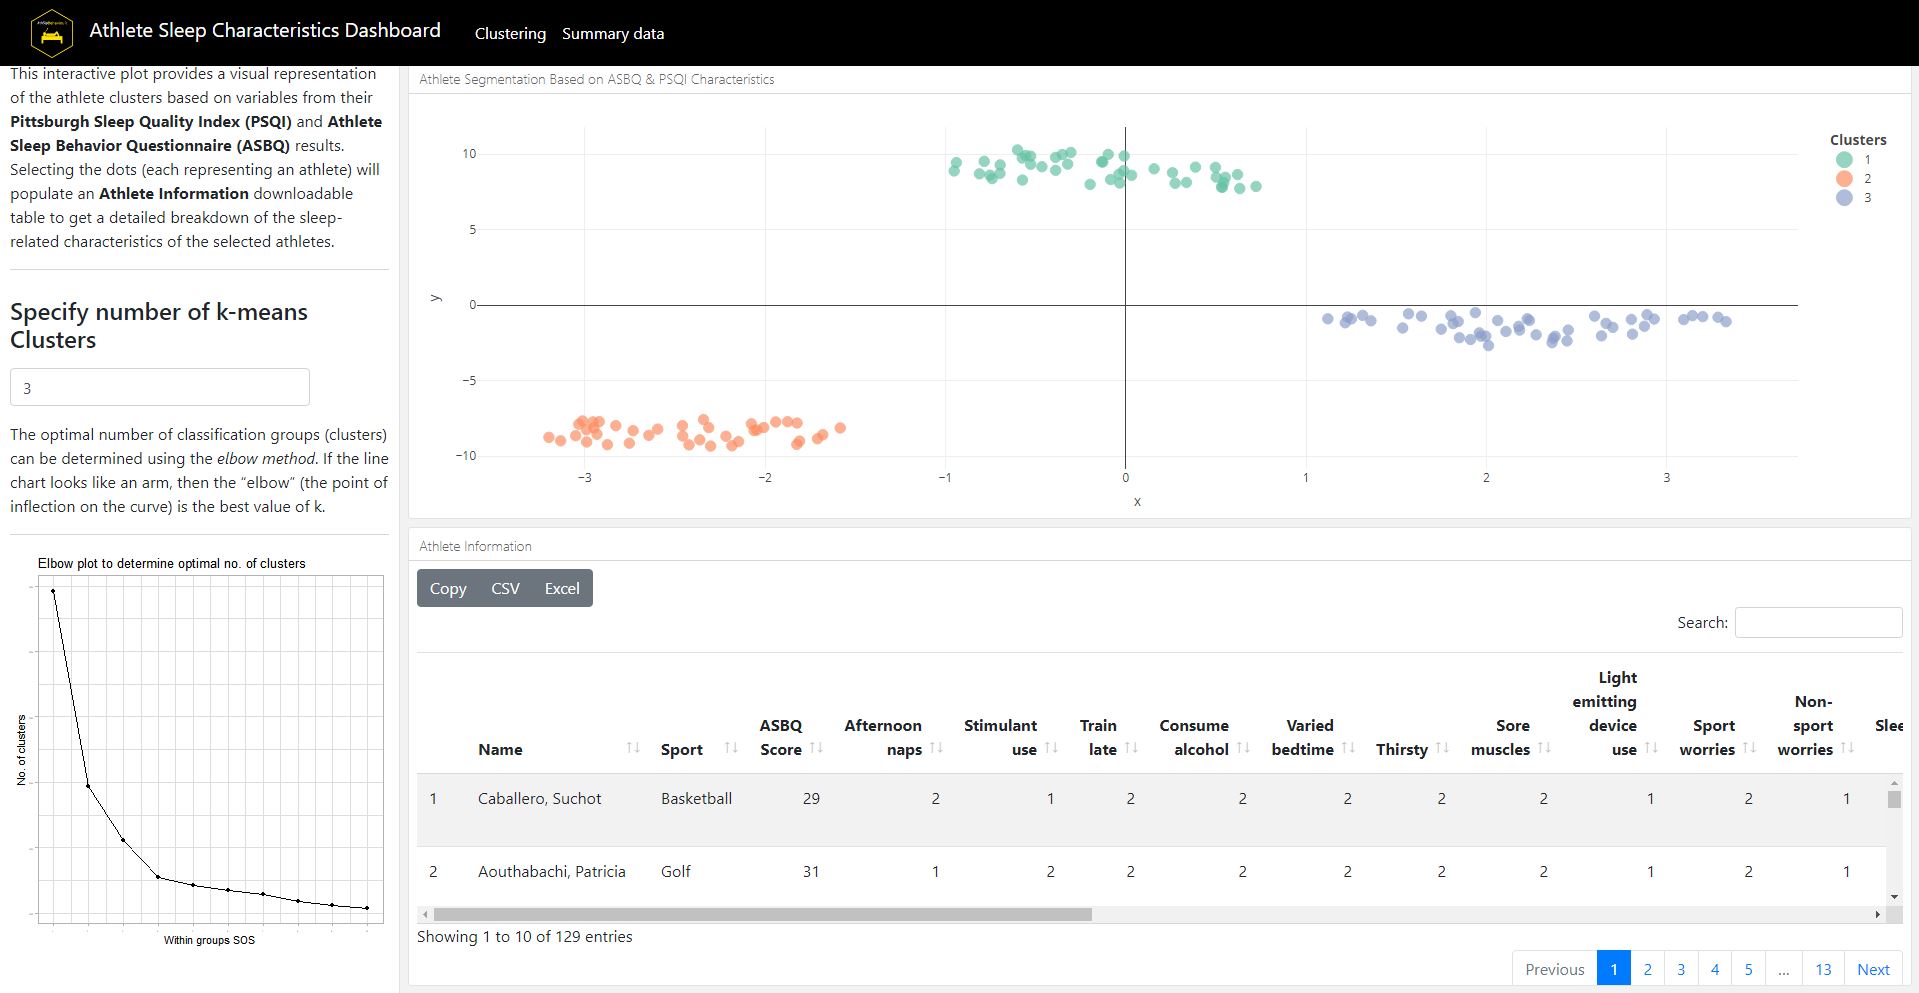 Athlete Sleep Characteristics Dashboard
Clustering
Summary data
This interactive plot provides a visual representation
of the athlete clusters based on variables from their
Pittsburgh Sleep Quality Index (PSQI) and Athlete
Sleep Behavior Questionnaire (ASBQ) results.
Selecting the dots (each representing an athlete) will
populate an Athlete Information downloadable
table to get a detailed breakdown of the sleep-
related characteristics of the selected athletes.
Specify number of k-means
Clusters
3
The optimal number of classification groups (clusters)
can be determined using the elbow method. If the line
chart looks like an arm, then the “elbow” (the point of
inflection on the curve) is the best value of k.
Elbow plot to determine optimal no. of clusters
No. of clusters
Within groups SOS
Athlete Segmentation Based on ASBQ & PSQI Characteristics
10
5
0
−5
−10
y
−3
−2
−1
0
1
2
3
x
Clusters
1
2
3
Athlete Information
Copy
CSV
Excel
Search:
Name
Sport
ASBQ
Score
Afternoon
naps
Stimulant
use
Train
late
Consume
alcohol
Varied
bedtime
Thirsty
Sore
muscles
Light
emitting
device
use
Sport
worries
Non-
sport
worries
Slee
1 Caballero, Suchot Basketball 29 2 1 2 2 2 2 2 1 2 1
2 Aouthabachi, Patricia Golf 31 1 2 2 2 2 2 2 1 2 1
Showing 1 to 10 of 129 entries
Previous 1 2 3 4 5 ... 13 Next